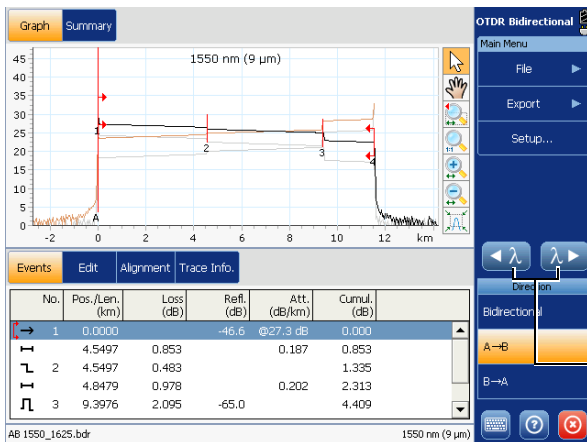 Graph Summary
OTDR Bidirectional
Main Menu
File
Export
Setup...
1550 nm (9 µm)
45
40
35
30
25
20
15
10
5
0
1
2
3
4
A
-2 0 2 4 6 8 10 12 km
1:1
λ λ
Direction
Bidirectional
A→B
B→A
Events Edit Alignment Trace Info.
No. Pos./Len. (km) Loss (dB) Refl. (dB) Att. (dB/km) Cumul. (dB)
1 0.0000 -46.6 @27.3 dB 0.000
4.5497 0.853 0.187 0.853
2 4.5497 0.483 1.335
4.8479 0.978 0.202 2.313
3 9.3976 2.095 -65.0 4.409
AB 1550_1625.bdr 1550 nm (9 µm)